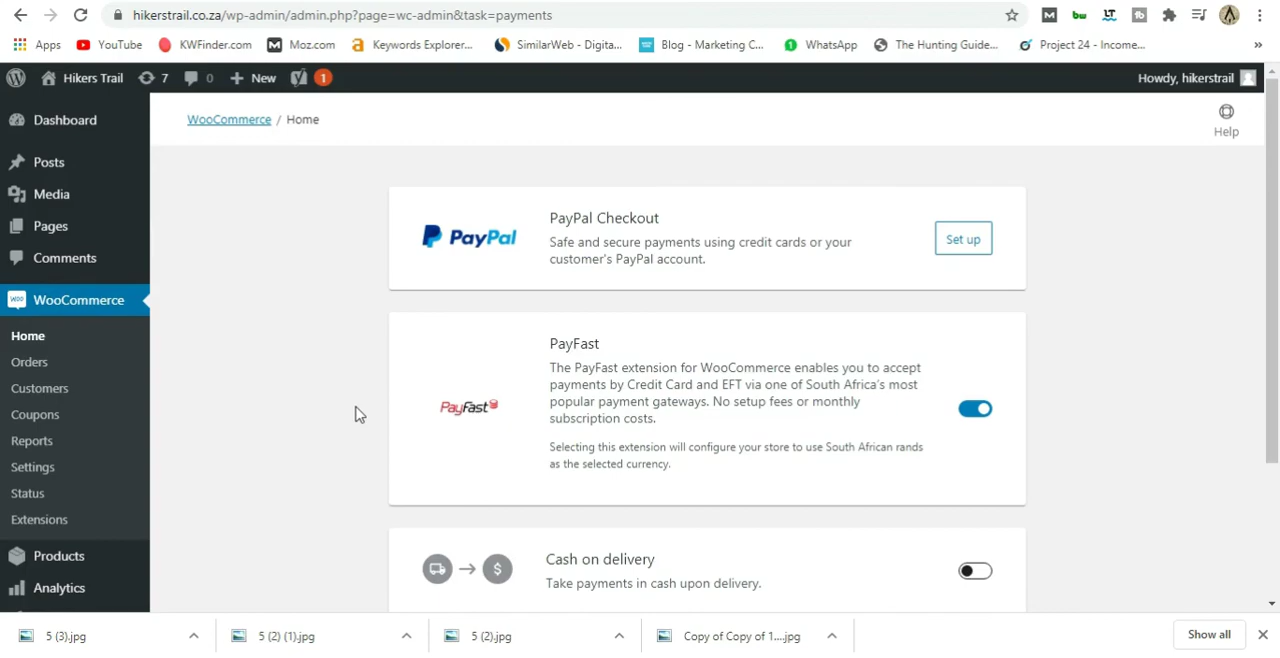 hikerstrail.co.za/wp-admin/admin.php?page=wc-admin&task=payments
Apps YouTube KWFinder.com Moz.com Keywords Explorer... SimilarWeb - Digita... Blog - Marketing C... WhatsApp The Hunting Guide... Project 24 - Income... »
Hikers Trail 7 0 New 1 Howdy, hikerstrail
WooCommerce / Home
Help
Dashboard
Posts
Media
Pages
Comments
WooCommerce
Home
Orders
Customers
Coupons
Reports
Settings
Status
Extensions
Products
Analytics
PayPal
PayPal Checkout
Safe and secure payments using credit cards or your
customer's PayPal account.
Set up
PayFast
PayFast
The PayFast extension for WooCommerce enables you to accept
payments by Credit Card and EFT via one of South Africa's most
popular payment gateways. No setup fees or monthly
subscription costs.
Selecting this extension will configure your store to use South African rands
as the selected currency.
$
Cash on delivery
Take payments in cash upon delivery.
5 (3).jpg 5 (2) (1).jpg 5 (2).jpg Copy of Copy of 1....jpg Show all